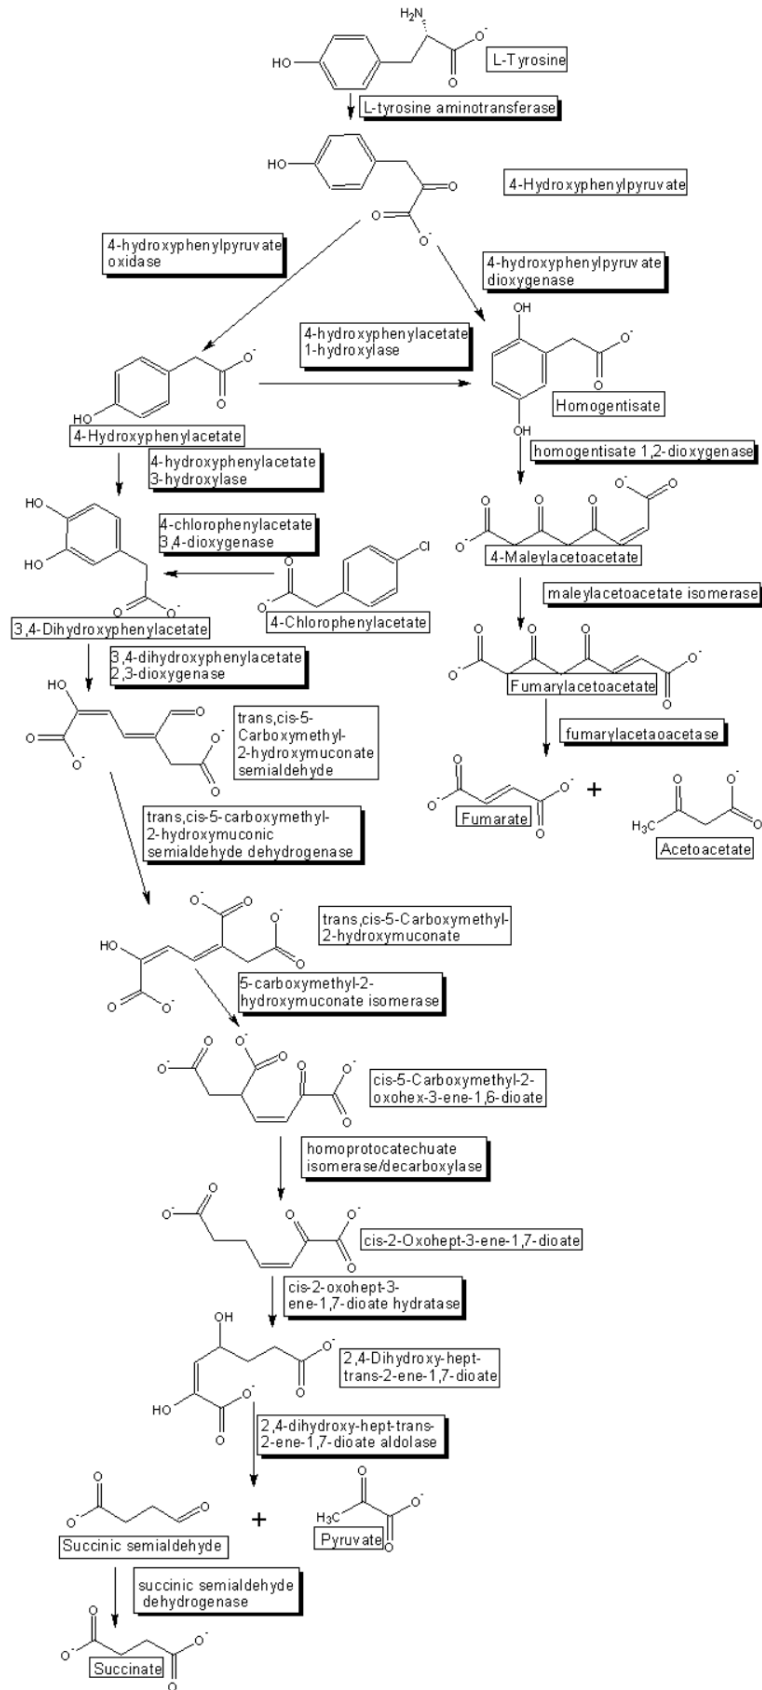 H₂N
O⁻
HO
O
L-Tyrosine
L-tyrosine aminotransferase
HO
O
O
O⁻
4-Hydroxyphenylpyruvate
4-hydroxyphenylpyruvate
oxidase
4-hydroxyphenylpyruvate
dioxygenase
4-hydroxyphenylacetate
1-hydroxylase
O⁻
O
HO
4-Hydroxyphenylacetate
OH
O⁻
O
OH
Homogentisate
4-hydroxyphenylacetate
3-hydroxylase
homogentisate 1,2-dioxygenase
HO
HO
O
O⁻
3,4-Dihydroxyphenylacetate
4-chlorophenylacetate
3,4-dioxygenase
Cl
O
O⁻
4-Chlorophenylacetate
O⁻
O
O
O
O
O⁻
4-Maleylacetoacetate
maleylacetoacetate isomerase
3,4-dihydroxyphenylacetate
2,3-dioxygenase
O
O
O
O⁻
O⁻
O
Fumarylacetoacetate
HO
O
O
O⁻
O⁻
O
trans,cis-5-
Carboxymethyl-
2-hydroxymuconate
semialdehyde
fumarylacetaoacetase
O
O⁻
O⁻
O
Fumarate
+
O
O⁻
H₃C
O
Acetoacetate
trans,cis-5-carboxymethyl-
2-hydroxymuconic
semialdehyde dehydrogenase
O⁻
O
O⁻
HO
O
O
O⁻
trans,cis-5-Carboxymethyl-
2-hydroxymuconate
5-carboxymethyl-2-
hydroxymuconate isomerase
O
O⁻
O⁻
O
O
O⁻
O
cis-5-Carboxymethyl-2-
oxohex-3-ene-1,6-dioate
homoprotocatechuate
isomerase/decarboxylase
O
O⁻
O
O⁻
O
cis-2-Oxohept-3-ene-1,7-dioate
cis-2-oxohept-3-
ene-1,7-dioate hydratase
OH
O⁻
O
HO
O⁻
O
2,4-Dihydroxy-hept-
trans-2-ene-1,7-dioate
2,4-dihydroxy-hept-trans-
2-ene-1,7-dioate aldolase
O
O⁻
O
Succinic semialdehyde
+
O
H₃C
O⁻
O
Pyruvate
succinic semialdehyde
dehydrogenase
O
O⁻
O⁻
O
Succinate